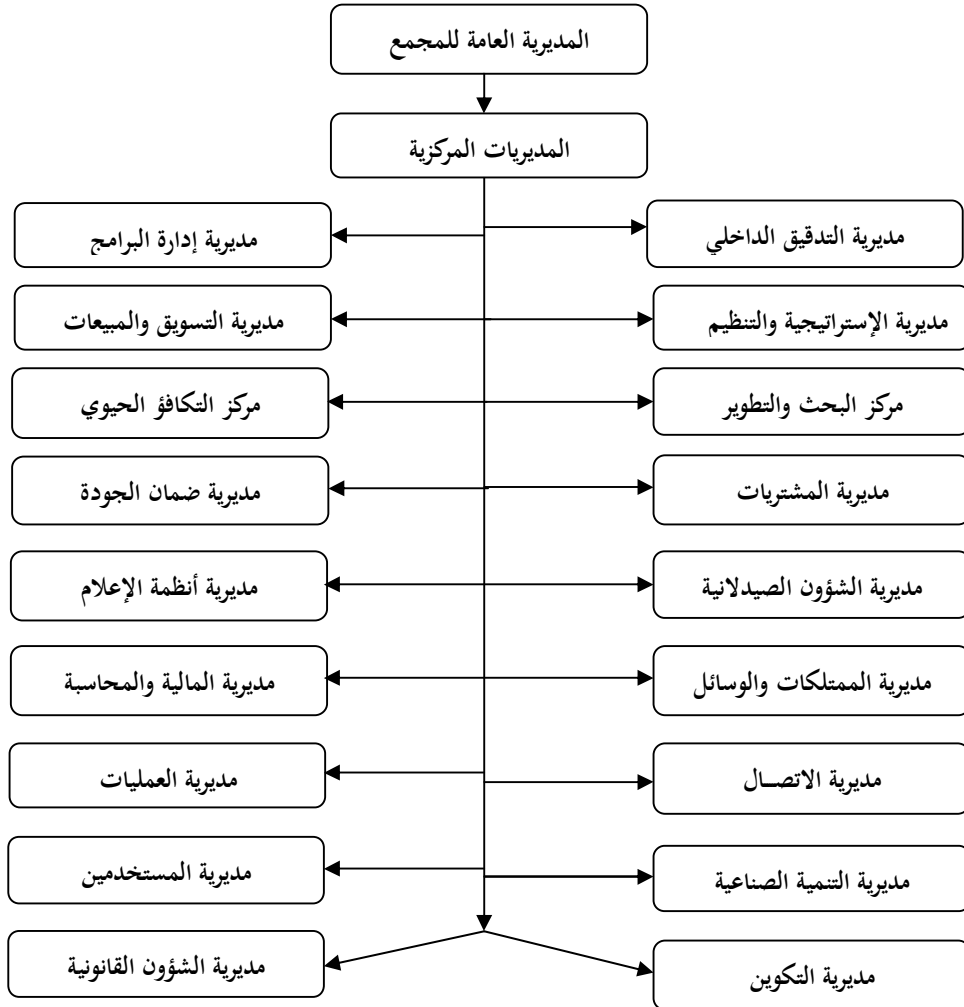 المديرية العامة للمجمع
المديريات المركزية
مديرية التدقيق الداخلي
مديرية إدارة البرامج
مديرية الإستراتيجية والتنظيم
مديرية التسويق والمبيعات
مركز البحث والتطوير
مركز التكافؤ الحيوي
مديرية المشتريات
مديرية ضمان الجودة
مديرية الشؤون الصيدلانية
مديرية أنظمة الإعلام
مديرية الممتلكات والوسائل
مديرية المالية والمحاسبة
مديرية الاتصـال
مديرية العمليات
مديرية التنمية الصناعية
مديرية المستخدمين
مديرية التكوين
مديرية الشؤون القانونية